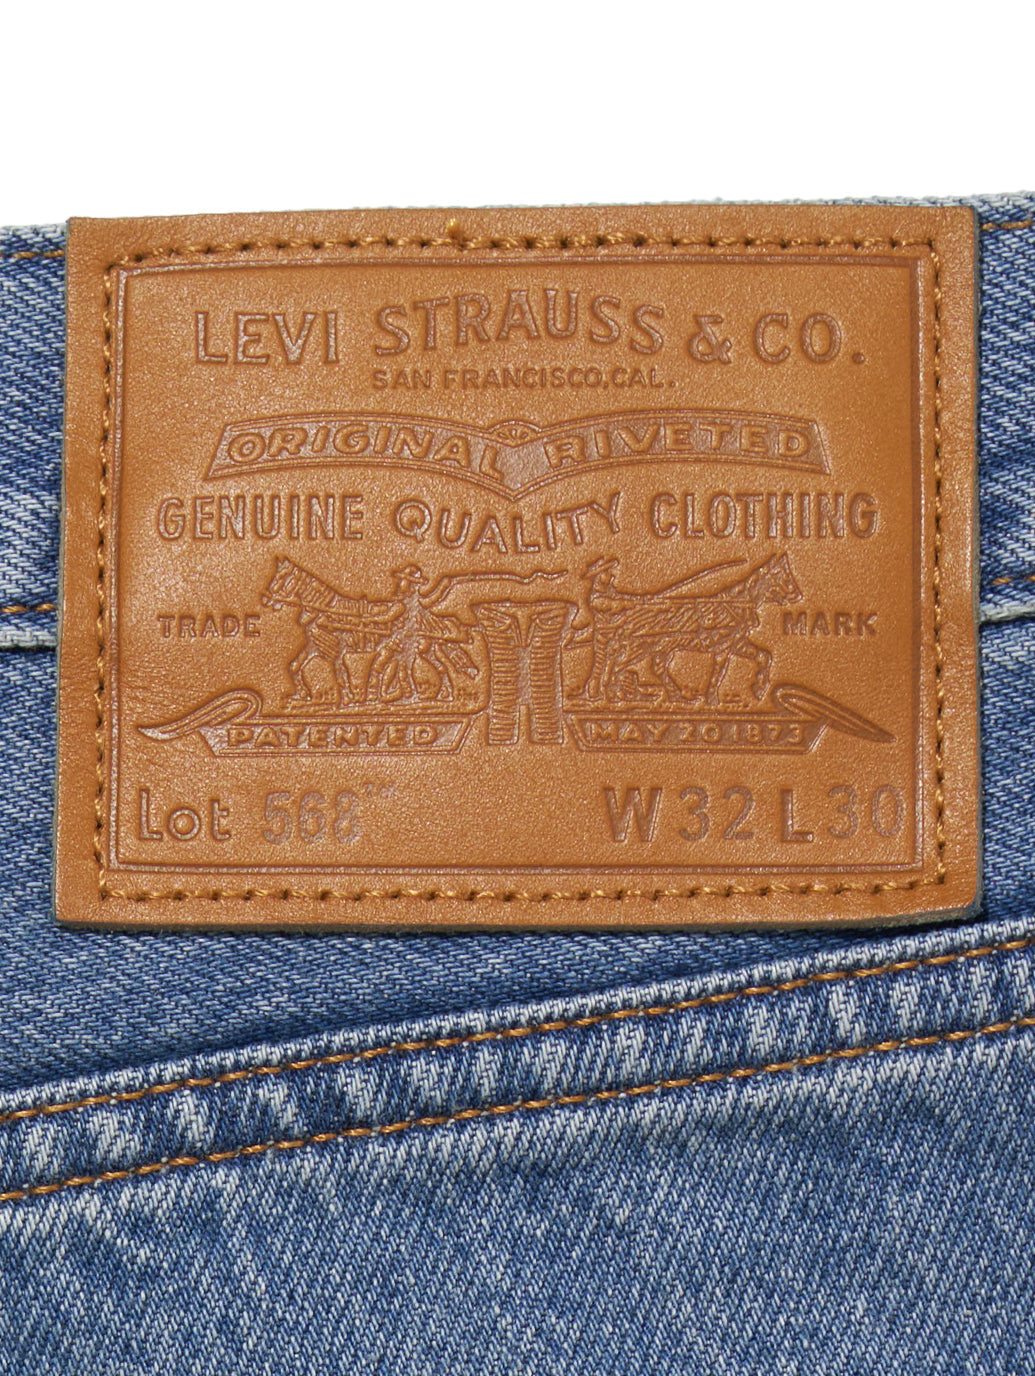 LEVI STRAUSS & CO.
SAN FRANCISCO, CAL.
ORIGINAL RIVETED
GENUINE QUALITY CLOTHING
TRADE MARK
PATENTED MAY 20 1873
Lot 568™ W 32 L 30